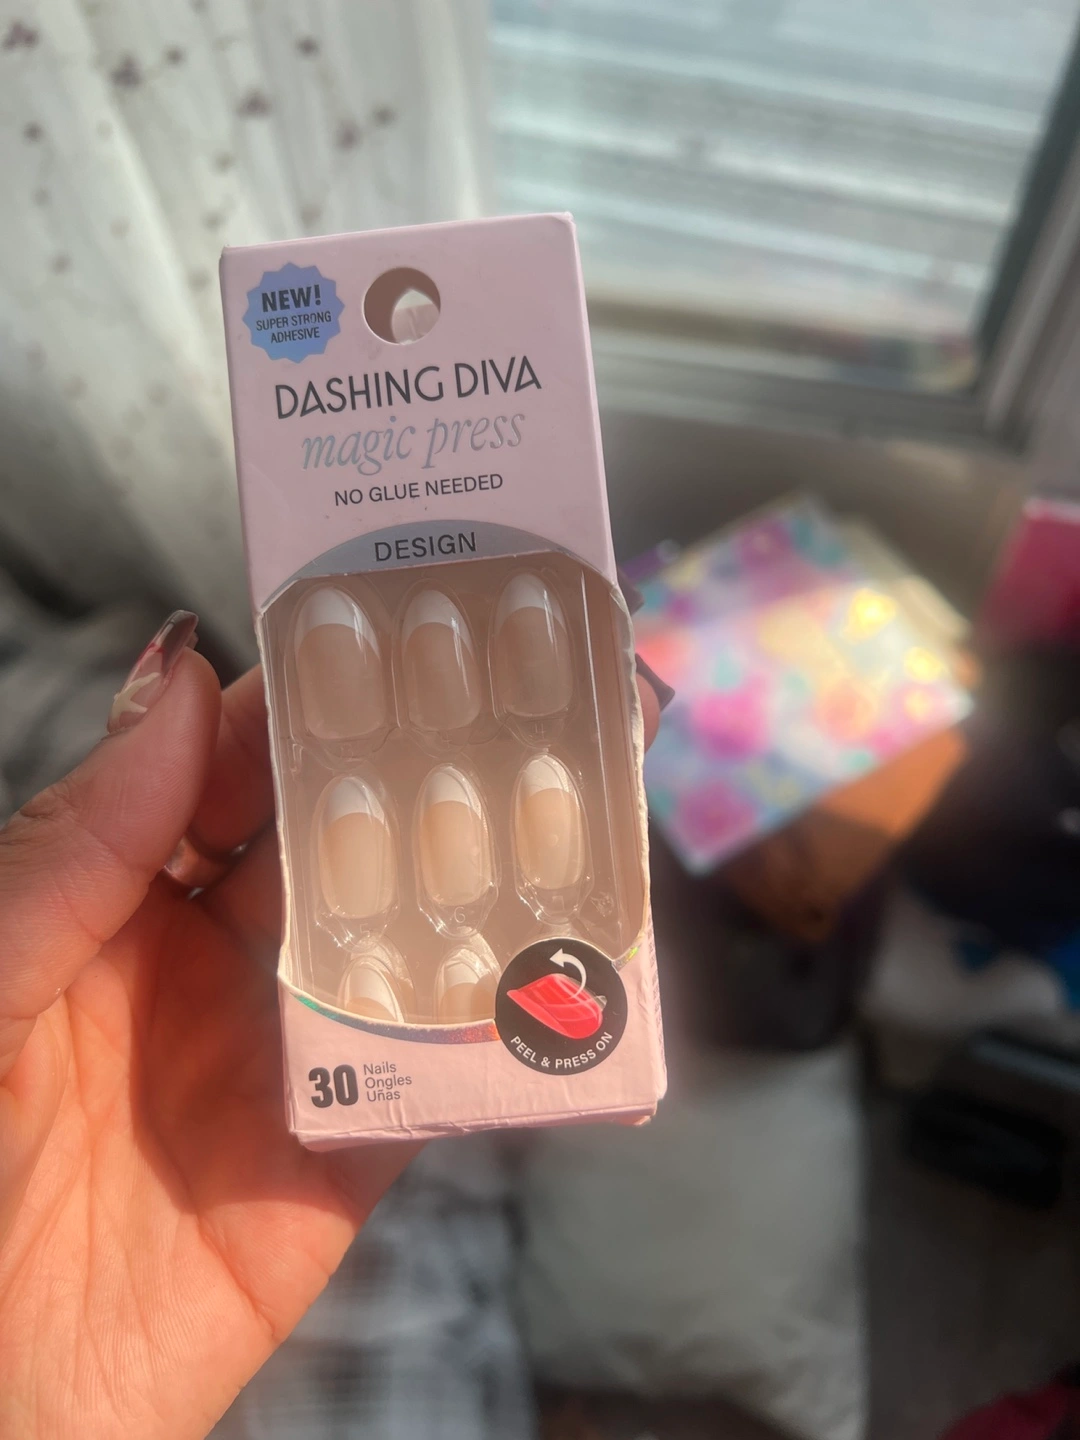 NEW!
SUPER STRONG
ADHESIVE
DASHING DIVA
magic press
NO GLUE NEEDED
DESIGN
6
PEEL & PRESS ON
30
Nails
Ongles
Uñas